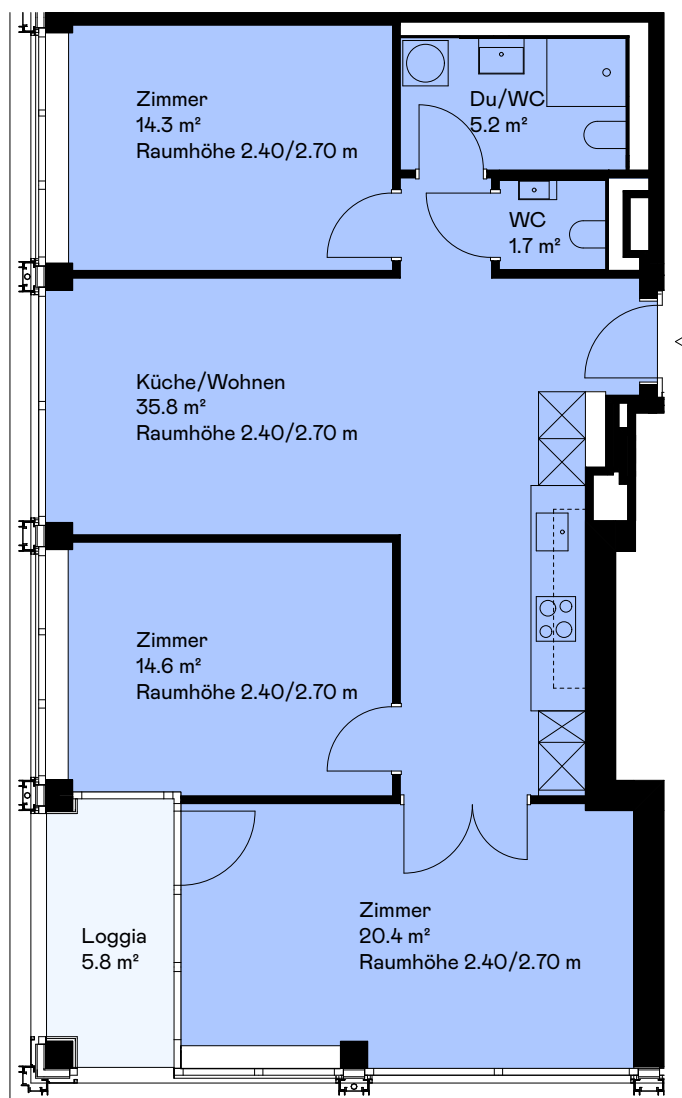 Zimmer
14.3 m²
Raumhöhe 2.40/2.70 m
Du/WC
5.2 m²
WC
1.7 m²
Küche/Wohnen
35.8 m²
Raumhöhe 2.40/2.70 m
Zimmer
14.6 m²
Raumhöhe 2.40/2.70 m
Zimmer
20.4 m²
Raumhöhe 2.40/2.70 m
Loggia
5.8 m²